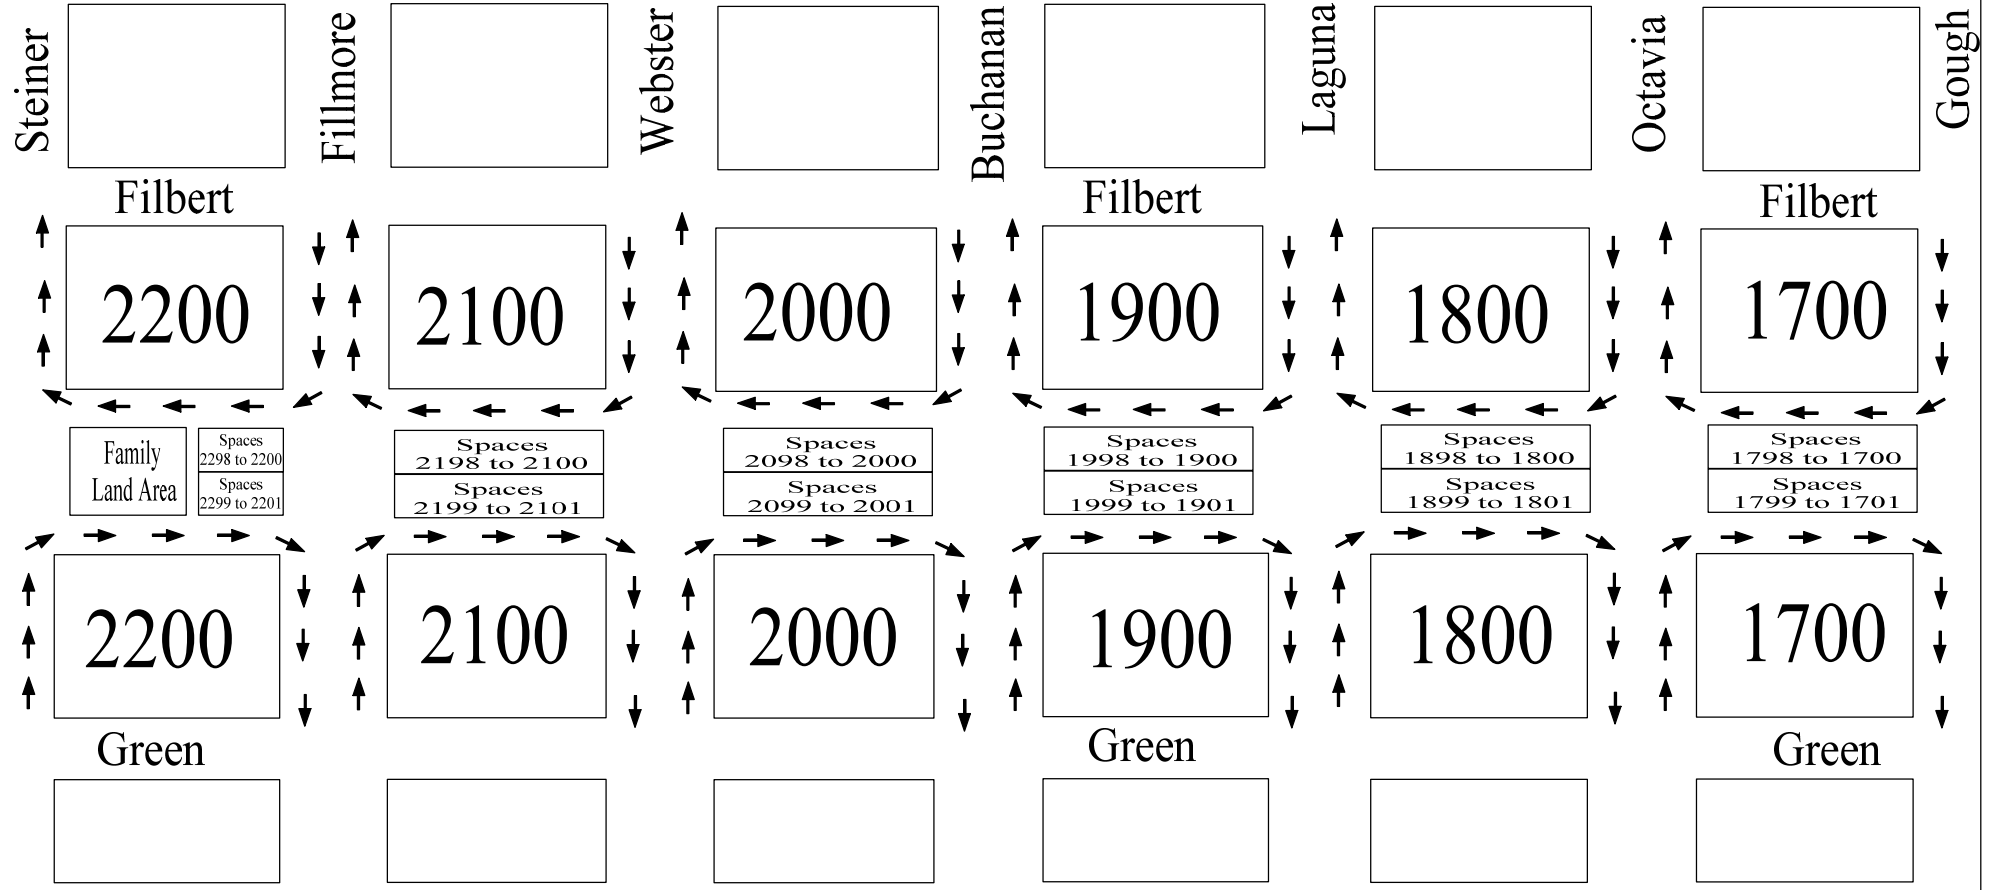 Steiner
Fillmore
Webster
Buchanan
Laguna
Octavia
Gough
Filbert
Filbert
Filbert
2200
2100
2000
1900
1800
1700
Family
Land Area
Spaces
2298 to 2200
Spaces
2299 to 2201
Spaces
2198 to 2100
Spaces
2199 to 2101
Spaces
2098 to 2000
Spaces
2099 to 2001
Spaces
1998 to 1900
Spaces
1999 to 1901
Spaces
1898 to 1800
Spaces
1899 to 1801
Spaces
1798 to 1700
Spaces
1799 to 1701
2200
2100
2000
1900
1800
1700
Green
Green
Green